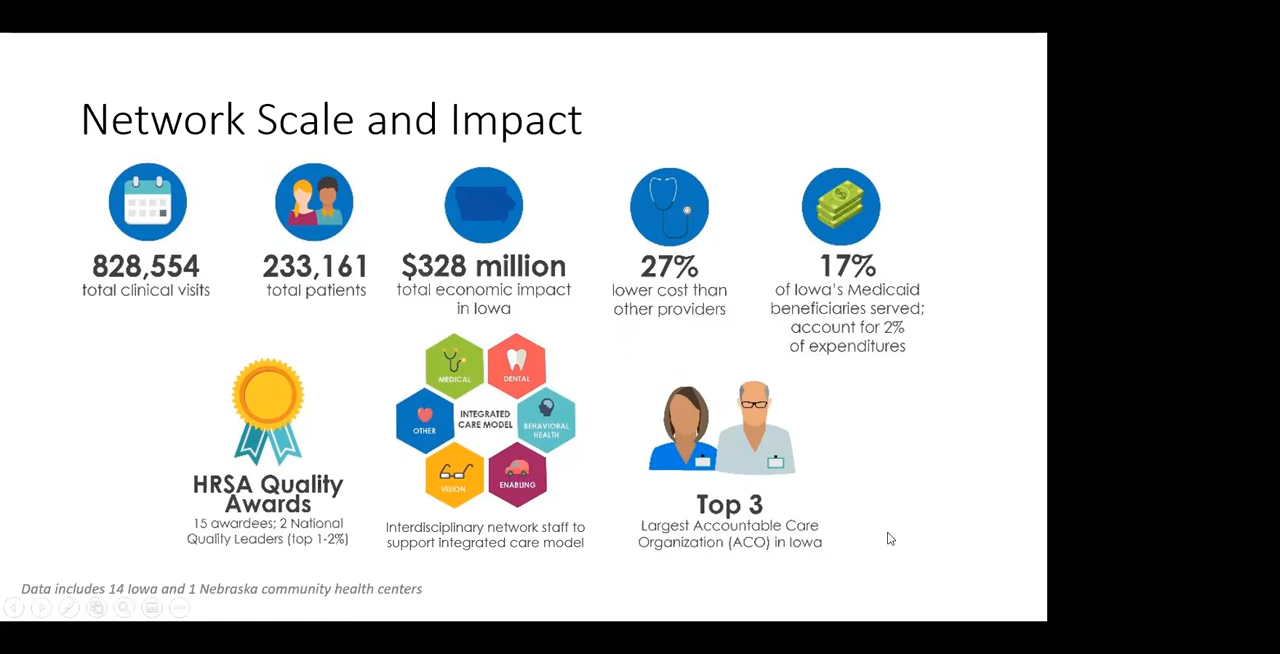 Network Scale and Impact
828,554
total clinical visits
233,161
total patients
$328 million
total economic impact
in Iowa
27%
lower cost than
other providers
17%
of Iowa's Medicaid
beneficiaries served;
account for 2%
of expenditures
HRSA Quality
Awards
15 awardees; 2 National
Quality Leaders (top 1-2%)
MEDICAL
DENTAL
OTHER
INTEGRATED
CARE MODEL
BEHAVIORAL
HEALTH
VISION
ENABLING
Interdisciplinary network staff to
support integrated care model
Top 3
Largest Accountable Care
Organization (ACO) in Iowa
Data includes 14 Iowa and 1 Nebraska community health centers